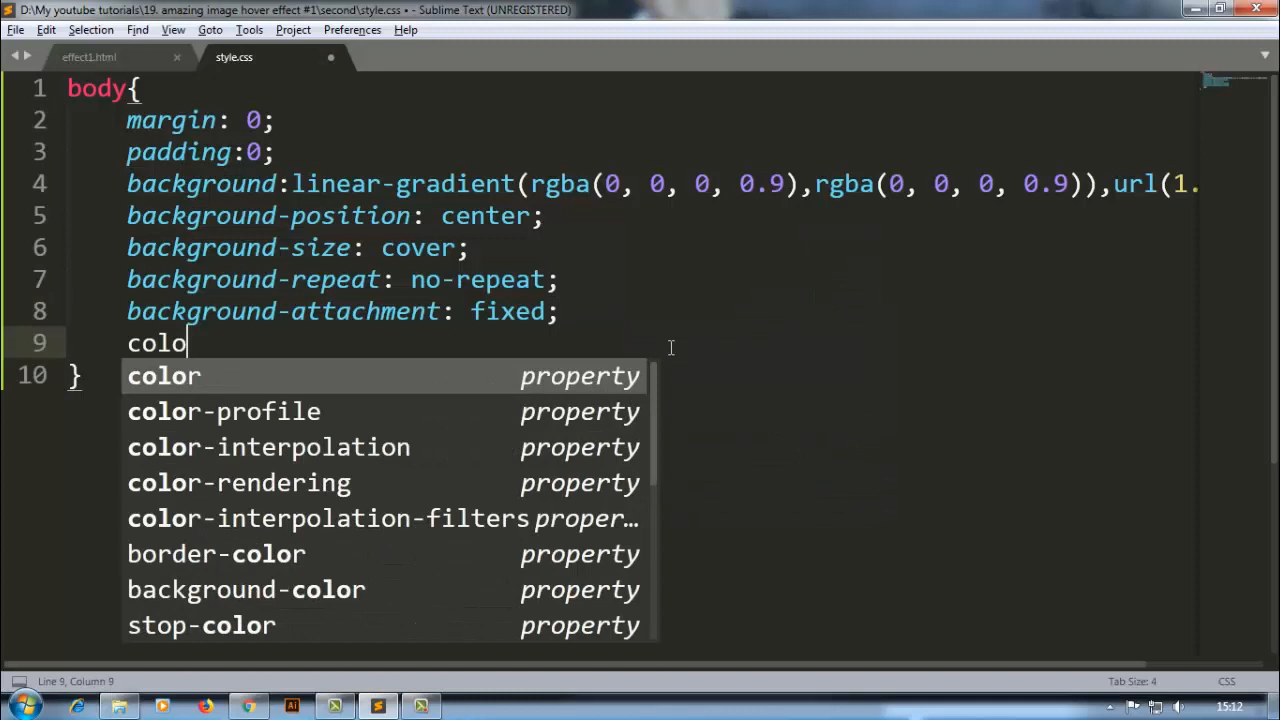 D:\My youtube tutorials\19. amazing image hover effect #1\second\style.css • - Sublime Text (UNREGISTERED)
File Edit Selection Find View Goto Tools Project Preferences Help
effect1.html style.css
1 body{
2 margin: 0;
3 padding:0;
4 background:linear-gradient(rgba(0, 0, 0, 0.9),rgba(0, 0, 0, 0.9)),url(1.
5 background-position: center;
6 background-size: cover;
7 background-repeat: no-repeat;
8 background-attachment: fixed;
9 colo
10 }
color property
color-profile property
color-interpolation property
color-rendering property
color-interpolation-filters proper…
border-color property
background-color property
stop-color property
Line 9, Column 9 Tab Size: 4 CSS
Ai 15:12